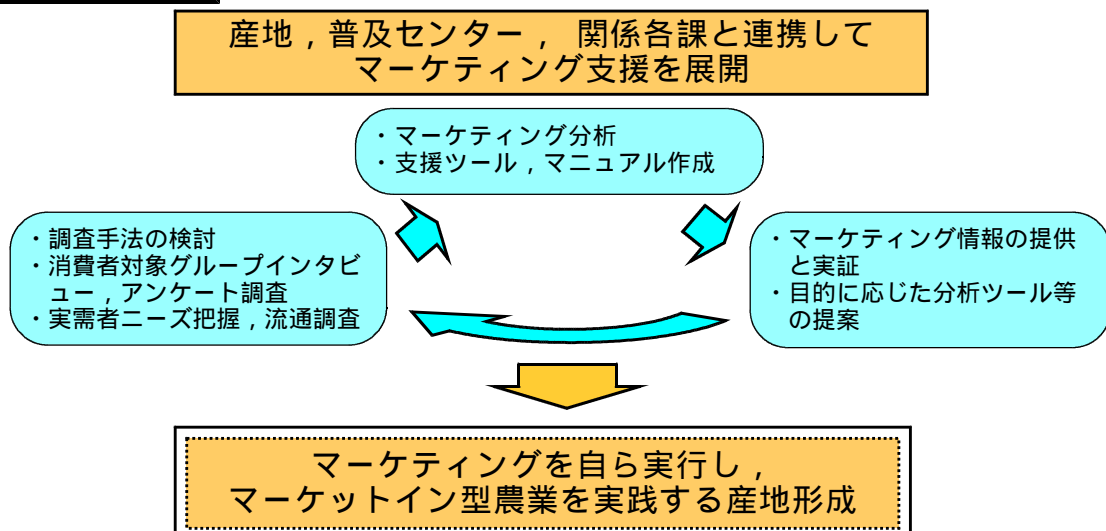 産地，普及センター， 関係各課と連携して
マーケティング支援を展開
・マーケティング分析
・支援ツール，マニュアル作成
・調査手法の検討
・消費者対象グループインタビ
ュー，アンケート調査
・実需者ニーズ把握，流通調査
・マーケティング情報の提供
と実証
・目的に応じた分析ツール等
の提案
マーケティングを自ら実行し，
マーケットイン型農業を実践する産地形成